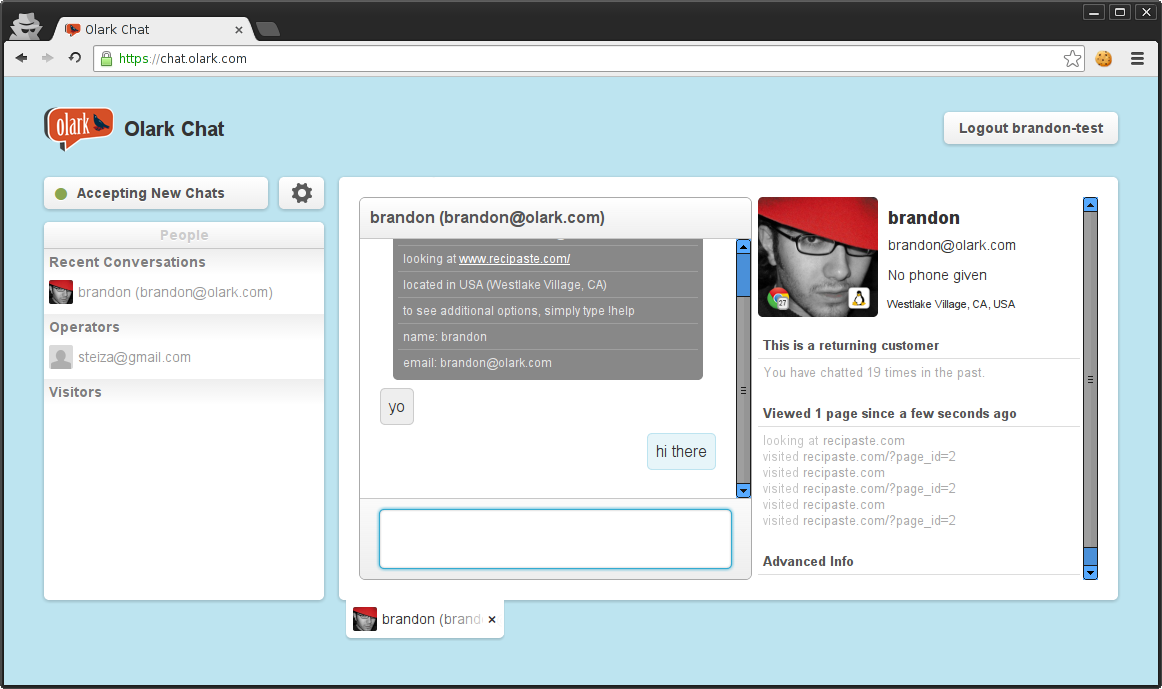 Olark Chat
https://chat.olark.com
olark
Olark Chat
Logout brandon-test
Accepting New Chats
People
Recent Conversations
brandon (brandon@olark.com)
Operators
steiza@gmail.com
Visitors
brandon (brandon@olark.com)
looking at www.recipaste.com/
located in USA (Westlake Village, CA)
to see additional options, simply type !help
name: brandon
email: brandon@olark.com
yo
hi there
brandon (brand
27
brandon
brandon@olark.com
No phone given
Westlake Village, CA, USA
This is a returning customer
You have chatted 19 times in the past.
Viewed 1 page since a few seconds ago
looking at recipaste.com
visited recipaste.com/?page_id=2
visited recipaste.com
visited recipaste.com/?page_id=2
visited recipaste.com
visited recipaste.com/?page_id=2
Advanced Info